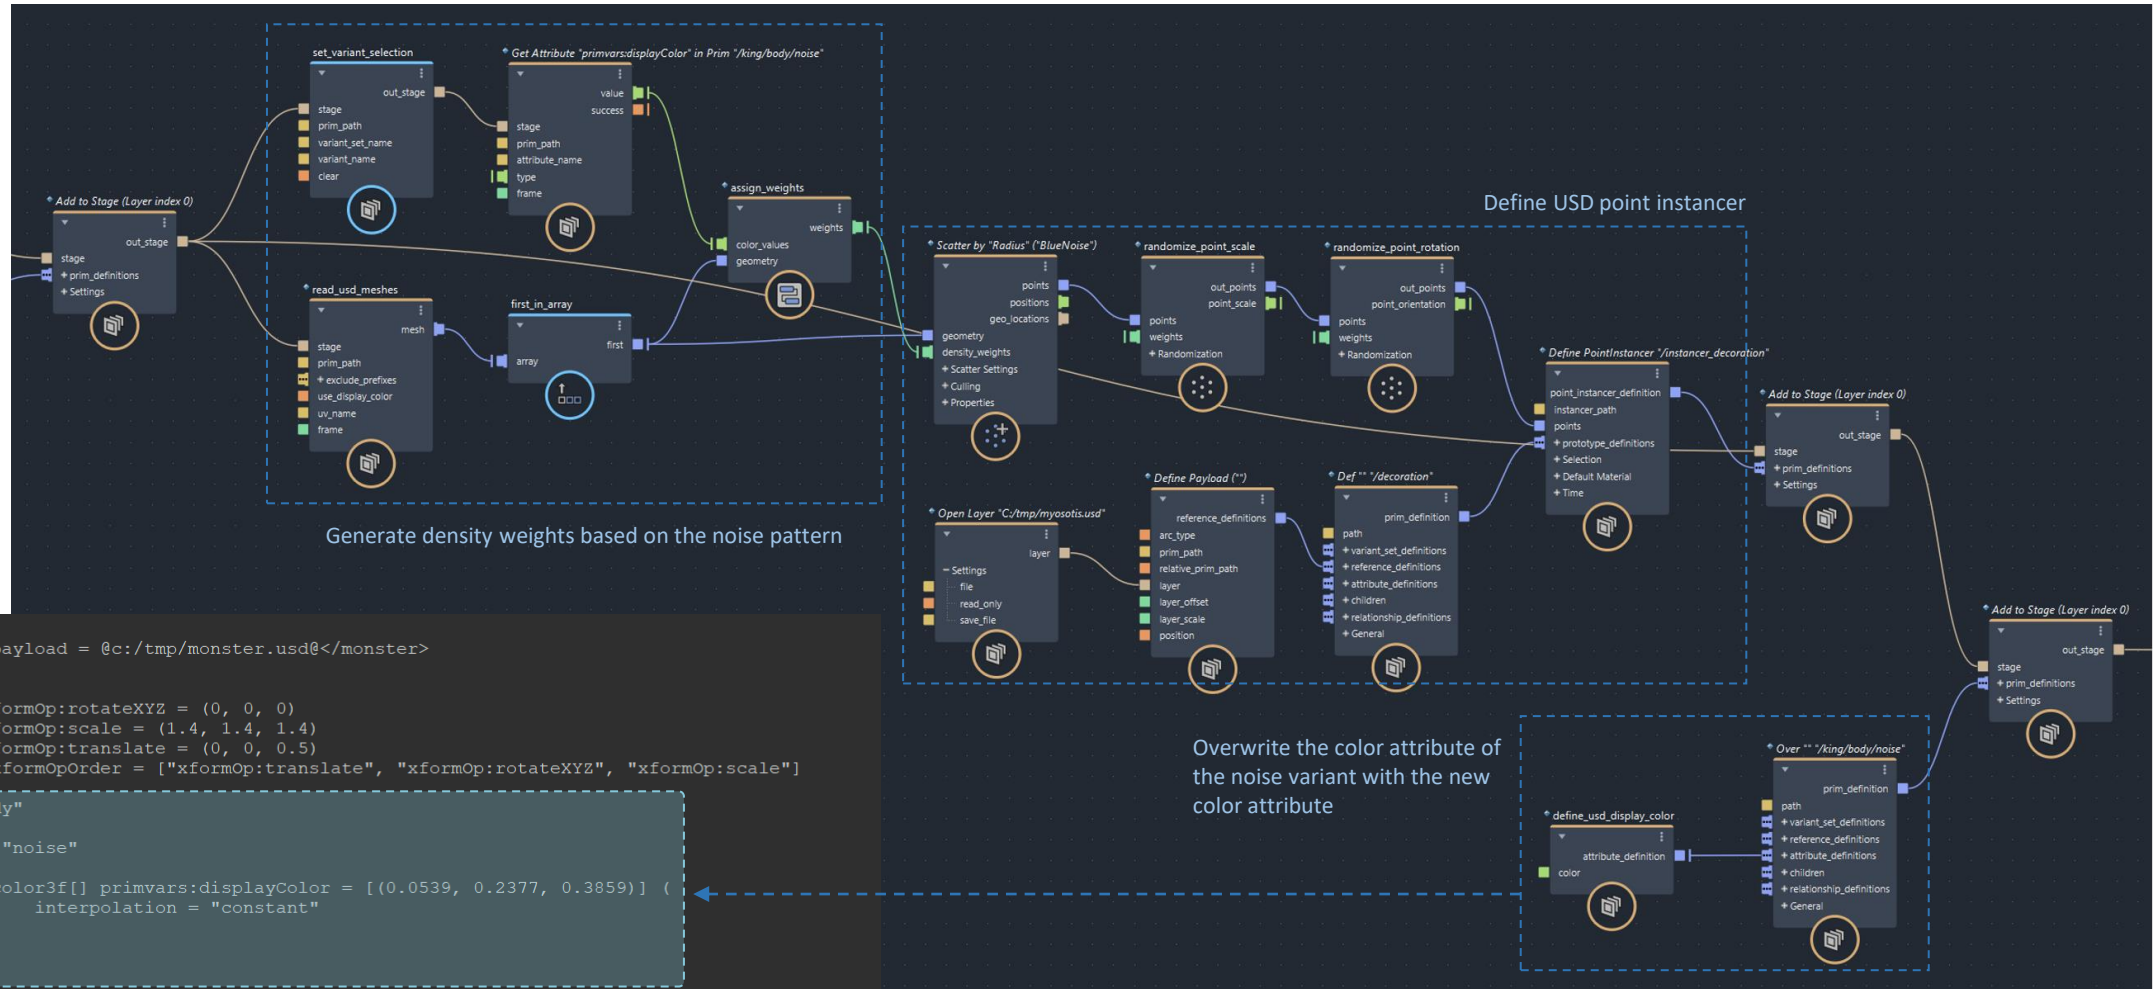 set_variant_selection
out_stage
stage
prim_path
variant_set_name
variant_name
clear
Get Attribute "primvars:displayColor" in Prim "/king/body/noise"
value
success
stage
prim_path
attribute_name
type
frame
Add to Stage (Layer index 0)
out_stage
stage
+ prim_definitions
+ Settings
assign_weights
weights
color_values
geometry
read_usd_meshes
mesh
stage
prim_path
+ exclude_prefixes
use_display_color
uv_name
frame
first_in_array
first
array
Generate density weights based on the noise pattern
Define USD point instancer
Scatter by "Radius" ("BlueNoise")
points
positions
geo_locations
geometry
density_weights
+ Scatter Settings
+ Culling
+ Properties
randomize_point_scale
out_points
point_scale
points
weights
+ Randomization
randomize_point_rotation
out_points
point_orientation
points
weights
+ Randomization
Define PointInstancer "/instancer_decoration"
point_instancer_definition
instancer_path
points
+ prototype_definitions
+ Selection
+ Default Material
+ Time
Add to Stage (Layer index 0)
out_stage
stage
+ prim_definitions
+ Settings
Open Layer "C:/tmp/myosotis.usd"
layer
− Settings
file
read_only
save_file
Define Payload ("")
reference_definitions
arc_type
prim_path
relative_prim_path
layer
layer_offset
layer_scale
position
Def "" "/decoration"
prim_definition
path
+ variant_set_definitions
+ reference_definitions
+ attribute_definitions
+ children
+ relationship_definitions
+ General
Add to Stage (Layer index 0)
out_stage
stage
+ prim_definitions
+ Settings
ayload = @c:/tmp/monster.usd@</monster>
formOp:rotateXYZ = (0, 0, 0)
formOp:scale = (1.4, 1.4, 1.4)
formOp:translate = (0, 0, 0.5)
xformOpOrder = ["xformOp:translate", "xformOp:rotateXYZ", "xformOp:scale"]
dy"
"noise"
color3f[] primvars:displayColor = [(0.0539, 0.2377, 0.3859)] (
interpolation = "constant"
Overwrite the color attribute of
the noise variant with the new
color attribute
define_usd_display_color
attribute_definition
color
Over "" "/king/body/noise"
prim_definition
path
+ variant_set_definitions
+ reference_definitions
+ attribute_definitions
+ children
+ relationship_definitions
+ General